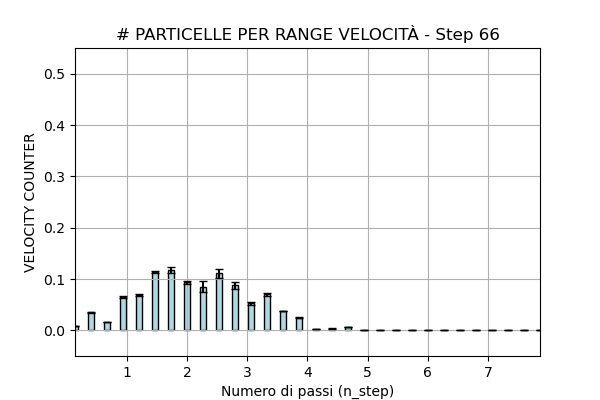 # PARTICELLE PER RANGE VELOCITÀ - Step 66
VELOCITY COUNTER
0.5
0.4
0.3
0.2
0.1
0.0
1 2 3 4 5 6 7
Numero di passi (n_step)